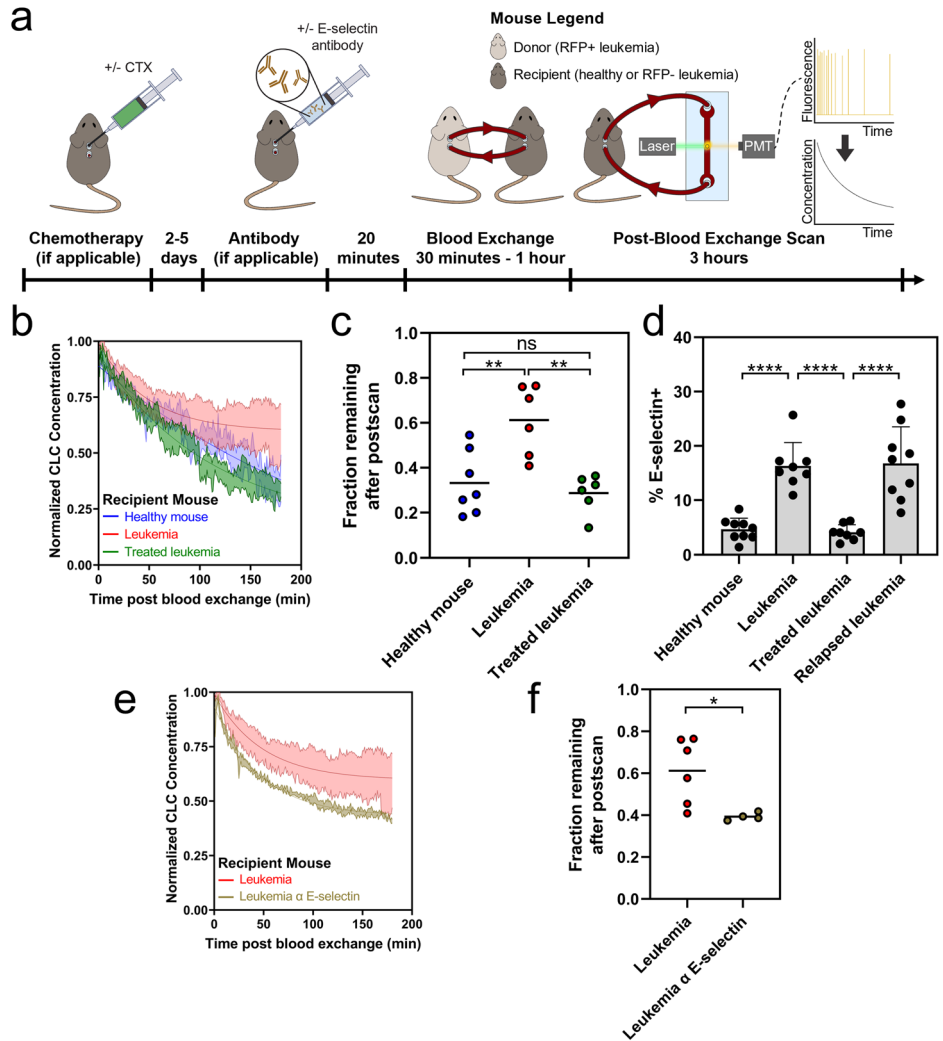 a
+/- CTX
+/- E-selectin
antibody
Mouse Legend
Donor (RFP+ leukemia)
Recipient (healthy or RFP- leukemia)
Laser
PMT
Fluorescence
Time
Concentration
Time
Chemotherapy
(if applicable)
2-5
days
Antibody
(if applicable)
20
minutes
Blood Exchange
30 minutes - 1 hour
Post-Blood Exchange Scan
3 hours
b
Normalized CLC Concentration
1.00
0.75
0.50
0.25
0.00
Recipient Mouse
Healthy mouse
Leukemia
Treated leukemia
0
50
100
150
200
Time post blood exchange (min)
c
Fraction remaining
after postscan
1.0
0.8
0.6
0.4
0.2
0.0
ns
**
**
Healthy mouse
Leukemia
Treated leukemia
d
% E-selectin+
40
30
20
10
0
****
****
****
Healthy mouse
Leukemia
Treated leukemia
Relapsed leukemia
e
Normalized CLC Concentration
1.00
0.75
0.50
0.25
0.00
Recipient Mouse
Leukemia
Leukemia α E-selectin
0
50
100
150
200
Time post blood exchange (min)
f
Fraction remaining
after postscan
1.0
0.8
0.6
0.4
0.2
0.0
*
Leukemia
Leukemia α E-selectin